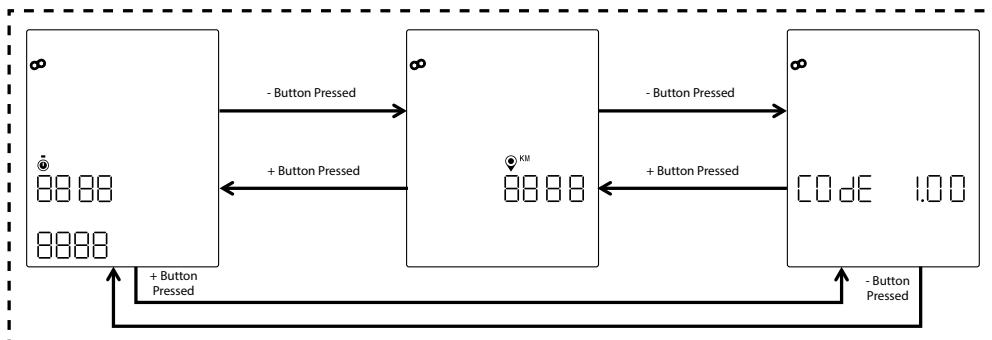 - Button Pressed
- Button Pressed
KM
+ Button Pressed
+ Button Pressed
8888
8888
COdE 1.00
8888
+ Button
Pressed
- Button
Pressed